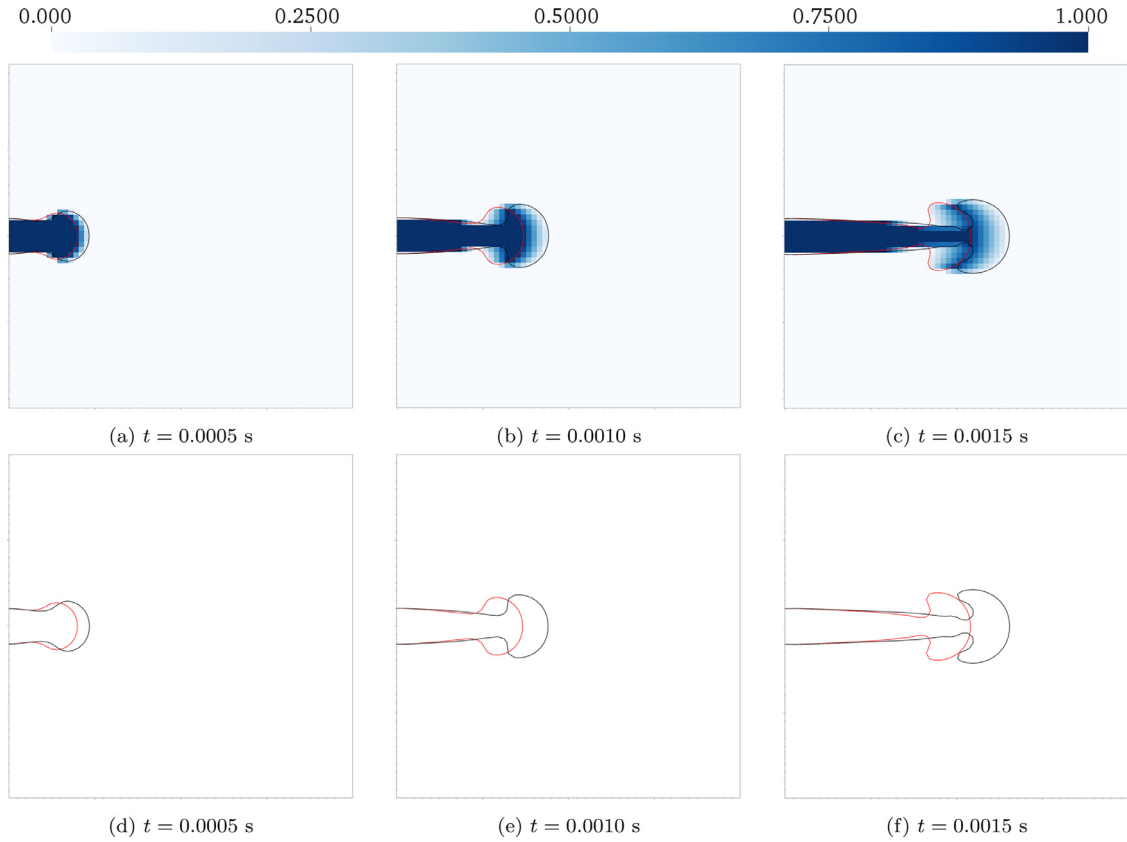 0.000 0.2500 0.5000 0.7500 1.000
(a) t = 0.0005 s (b) t = 0.0010 s (c) t = 0.0015 s
(d) t = 0.0005 s (e) t = 0.0010 s (f) t = 0.0015 s